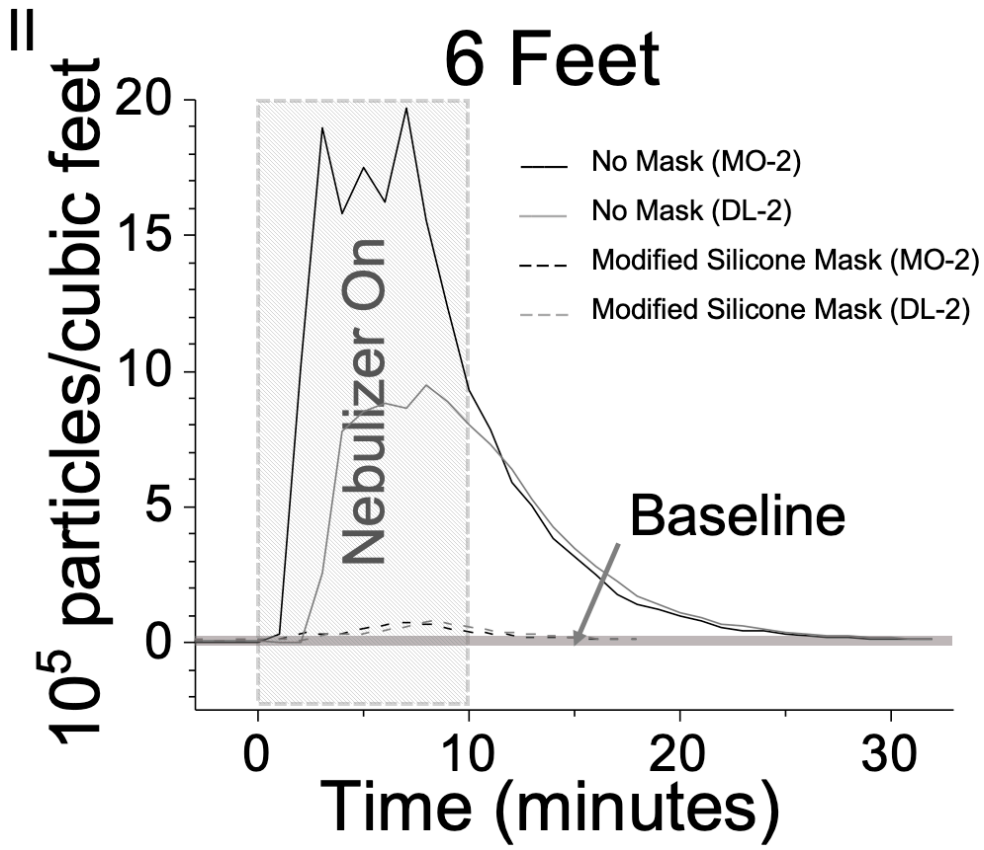 II
6 Feet
10⁵ particles/cubic feet
20
15
10
5
0
Nebulizer On
No Mask (MO-2)
No Mask (DL-2)
Modified Silicone Mask (MO-2)
Modified Silicone Mask (DL-2)
Baseline
0 10 20 30
Time (minutes)